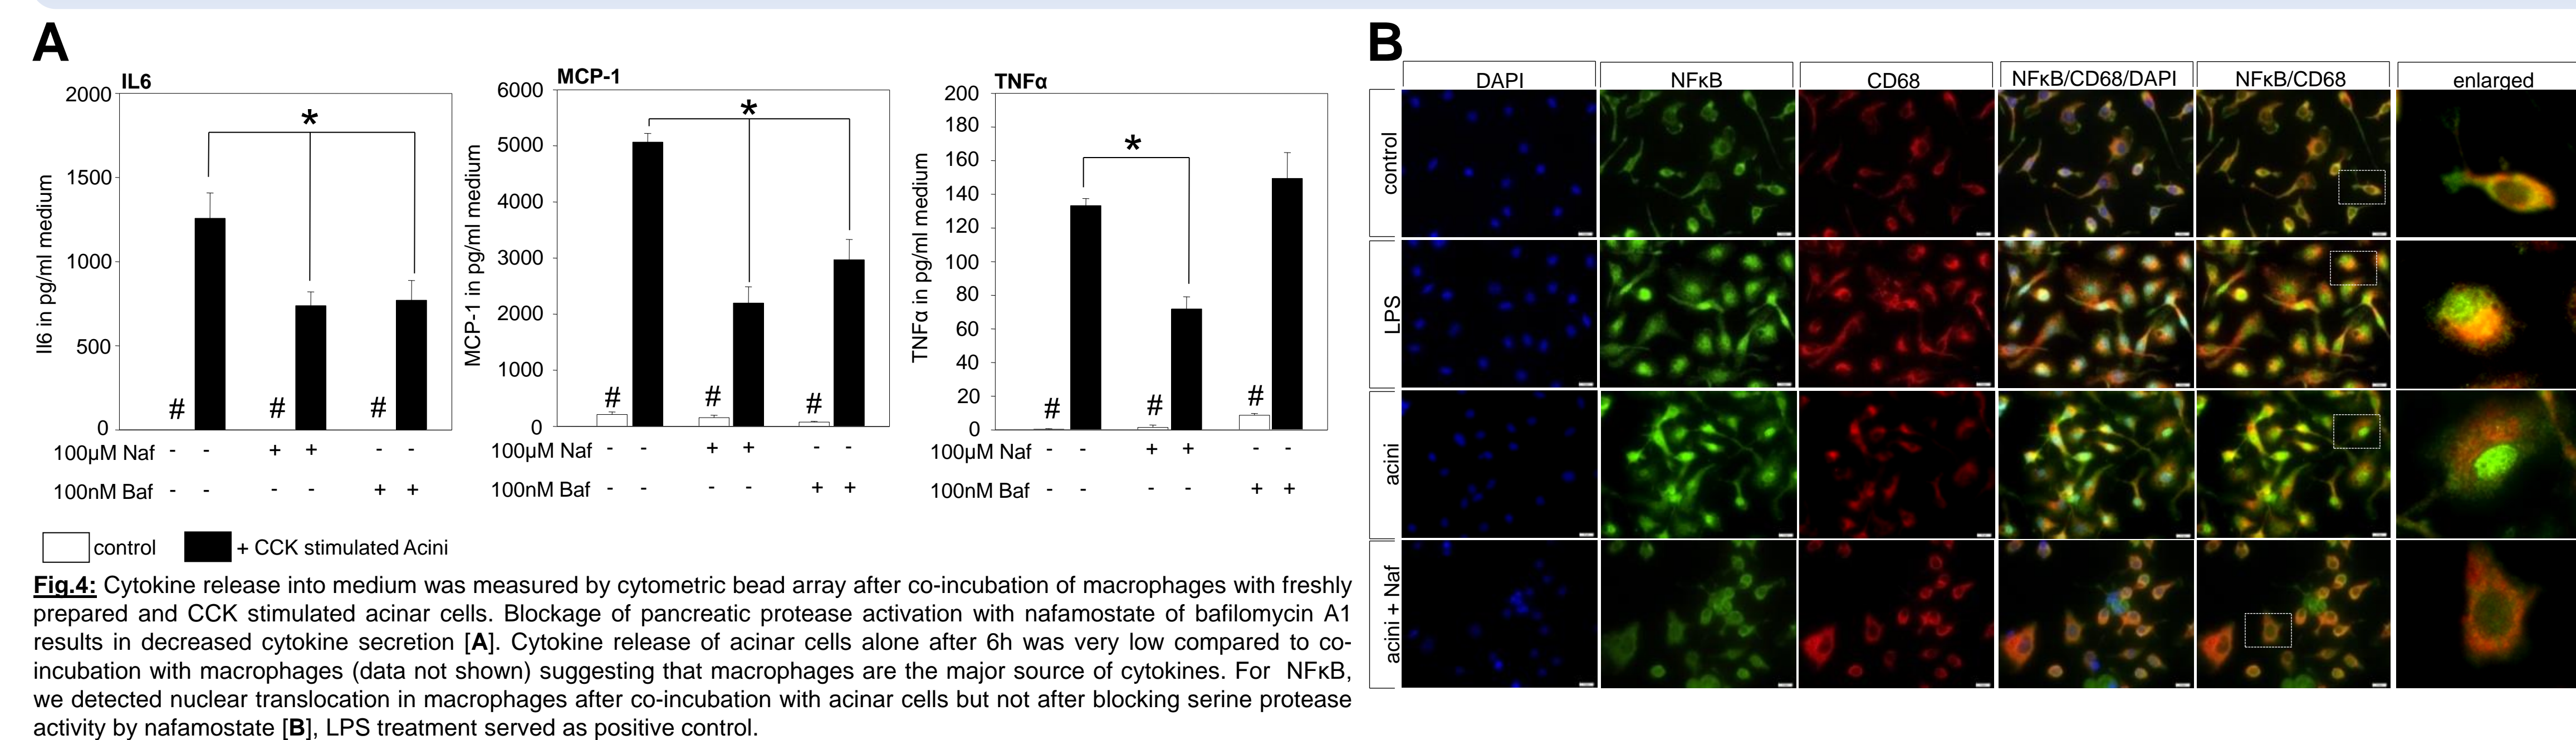 A
IL6
Il6 in pg/ml medium
2000
1500
1000
500
0
*
# # #
100µM Naf - - + + - -
100nM Baf - - - - + +
MCP-1
MCP-1 in pg/ml medium
6000
5000
4000
3000
2000
1000
0
*
# # #
100µM Naf - - + + - -
100nM Baf - - - - + +
TNFα
TNFα in pg/ml medium
200
180
160
140
120
100
80
60
40
20
0
*
# # #
100µM Naf - - + + - -
100nM Baf - - - - + +
control + CCK stimulated Acini
Fig.4: Cytokine release into medium was measured by cytometric bead array after co-incubation of macrophages with freshly
prepared and CCK stimulated acinar cells. Blockage of pancreatic protease activation with nafamostate of bafilomycin A1
results in decreased cytokine secretion [A]. Cytokine release of acinar cells alone after 6h was very low compared to co-
incubation with macrophages (data not shown) suggesting that macrophages are the major source of cytokines. For NFκB,
we detected nuclear translocation in macrophages after co-incubation with acinar cells but not after blocking serine protease
activity by nafamostate [B], LPS treatment served as positive control.
B
DAPI NFκB CD68 NFκB/CD68/DAPI NFκB/CD68 enlarged
control
LPS
acini
acini + Naf